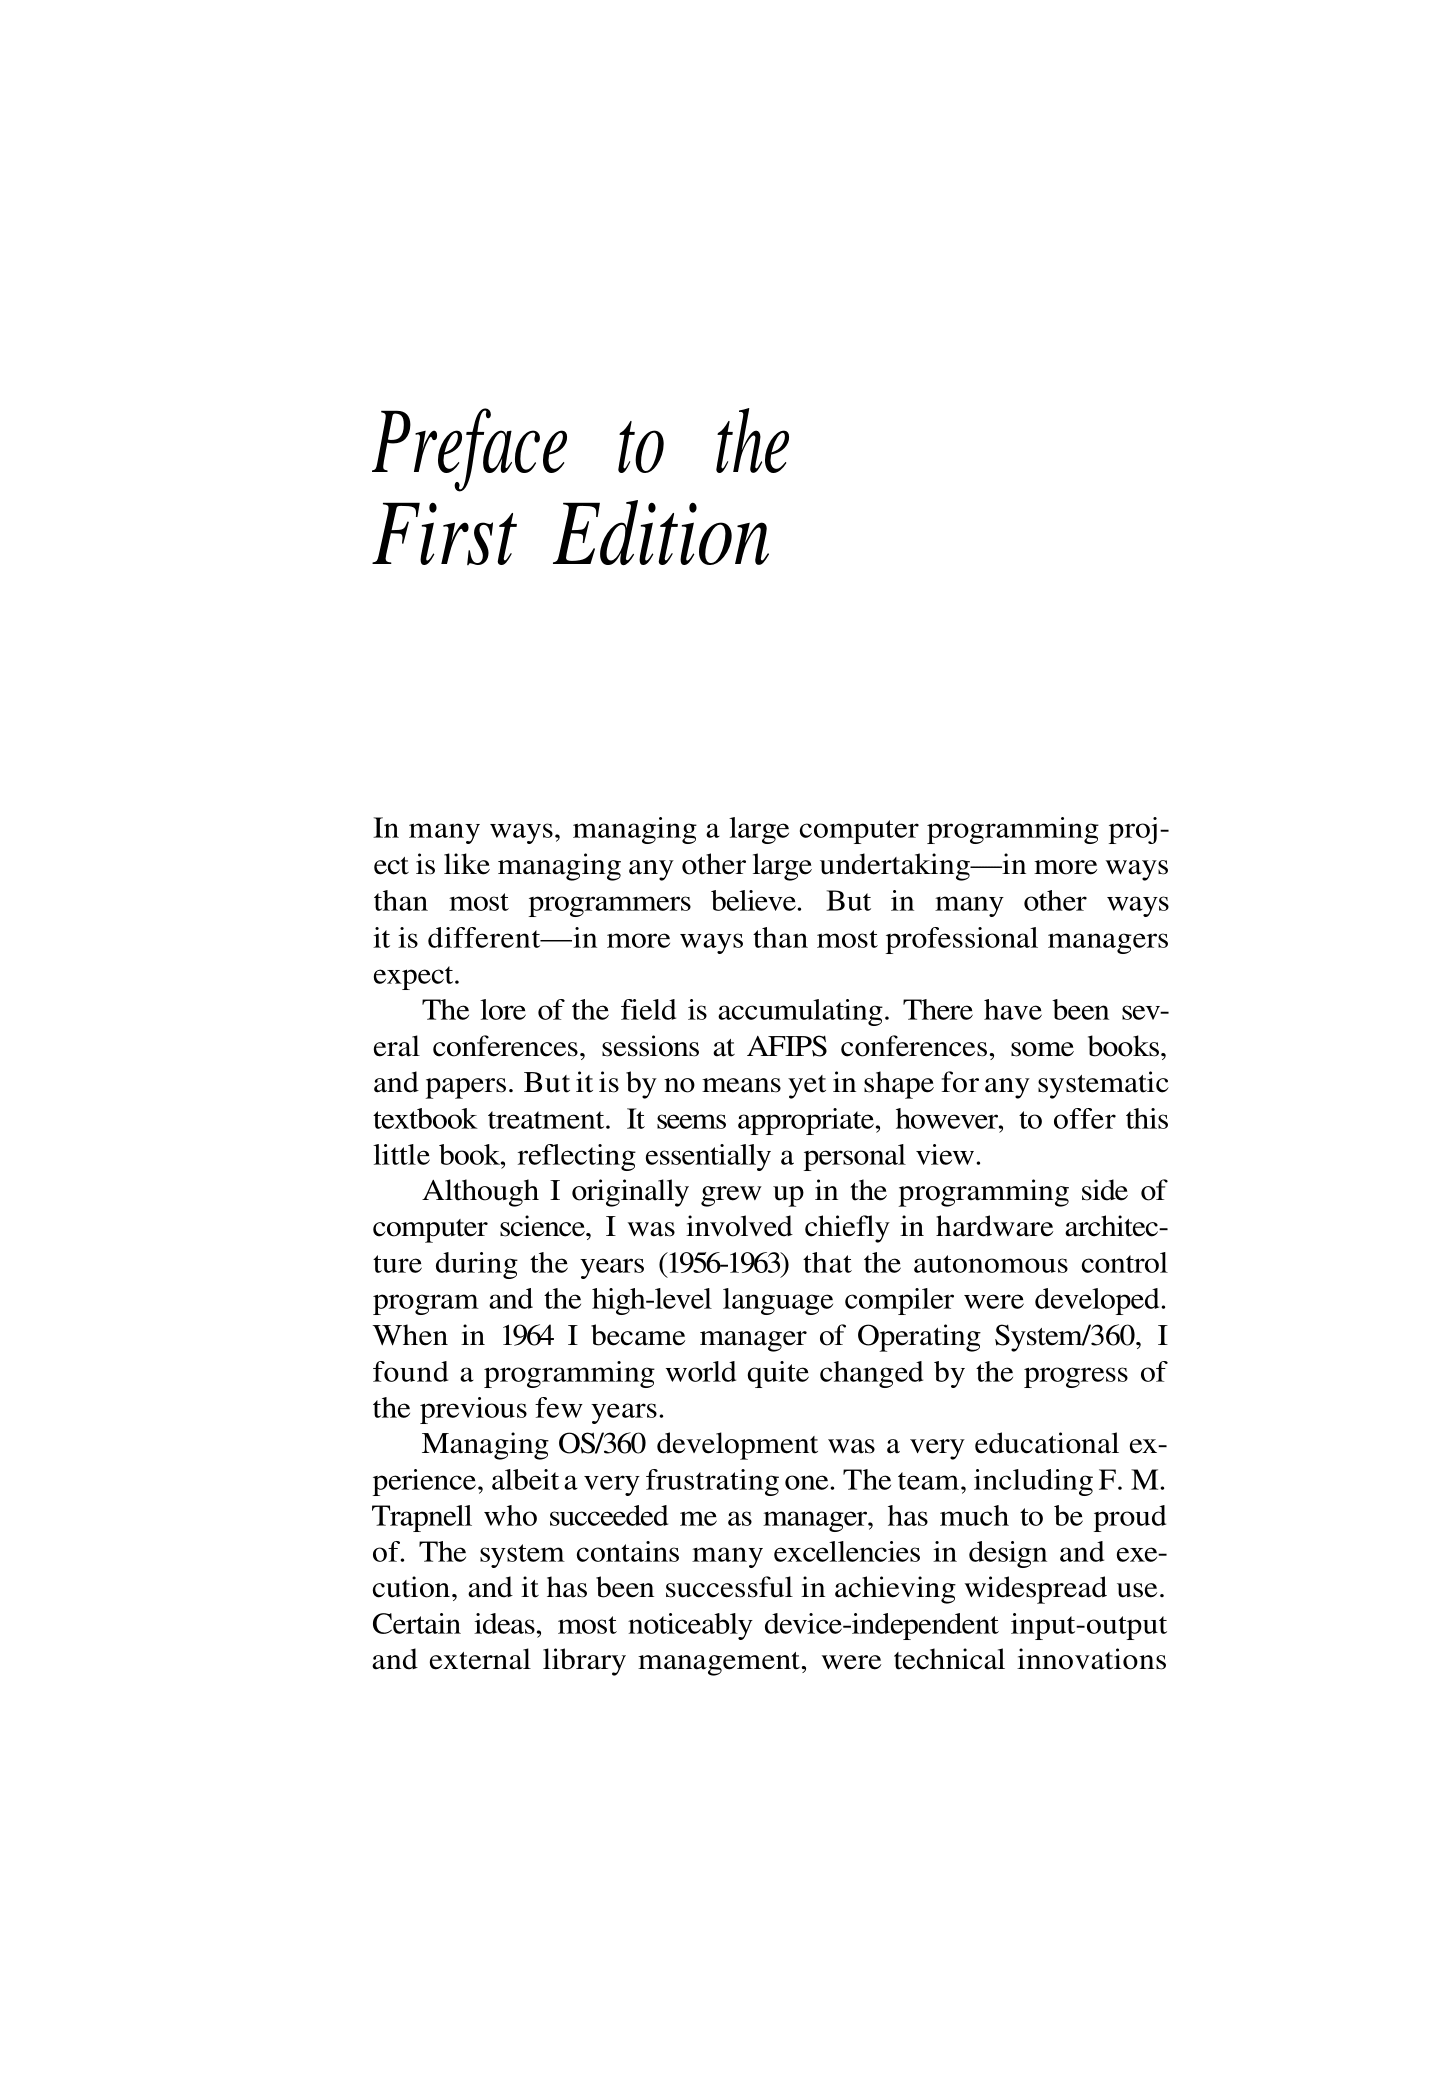 Preface to the
First Edition
In many ways, managing a large computer programming proj-
ect is like managing any other large undertaking—in more ways
than most programmers believe. But in many other ways
it is different—in more ways than most professional managers
expect.
The lore of the field is accumulating. There have been sev-
eral conferences, sessions at AFIPS conferences, some books,
and papers. But it is by no means yet in shape for any systematic
textbook treatment. It seems appropriate, however, to offer this
little book, reflecting essentially a personal view.
Although I originally grew up in the programming side of
computer science, I was involved chiefly in hardware architec-
ture during the years (1956-1963) that the autonomous control
program and the high-level language compiler were developed.
When in 1964 I became manager of Operating System/360, I
found a programming world quite changed by the progress of
the previous few years.
Managing OS/360 development was a very educational ex-
perience, albeit a very frustrating one. The team, including F. M.
Trapnell who succeeded me as manager, has much to be proud
of. The system contains many excellencies in design and exe-
cution, and it has been successful in achieving widespread use.
Certain ideas, most noticeably device-independent input-output
and external library management, were technical innovations